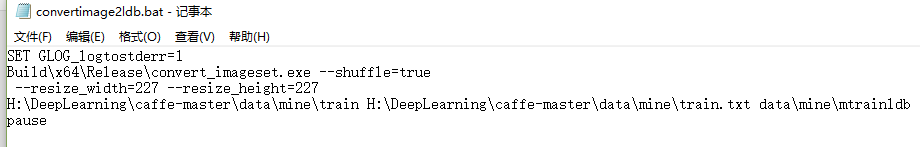 convertimage2ldb.bat - 记事本
文件(F) 编辑(E) 格式(O) 查看(V) 帮助(H)
SET GLOG_logtostderr=1
Build\x64\Release\convert_imageset.exe --shuffle=true
--resize_width=227 --resize_height=227
H:\DeepLearning\caffe-master\data\mine\train H:\DeepLearning\caffe-master\data\mine\train.txt data\mine\mtrainldb
pause